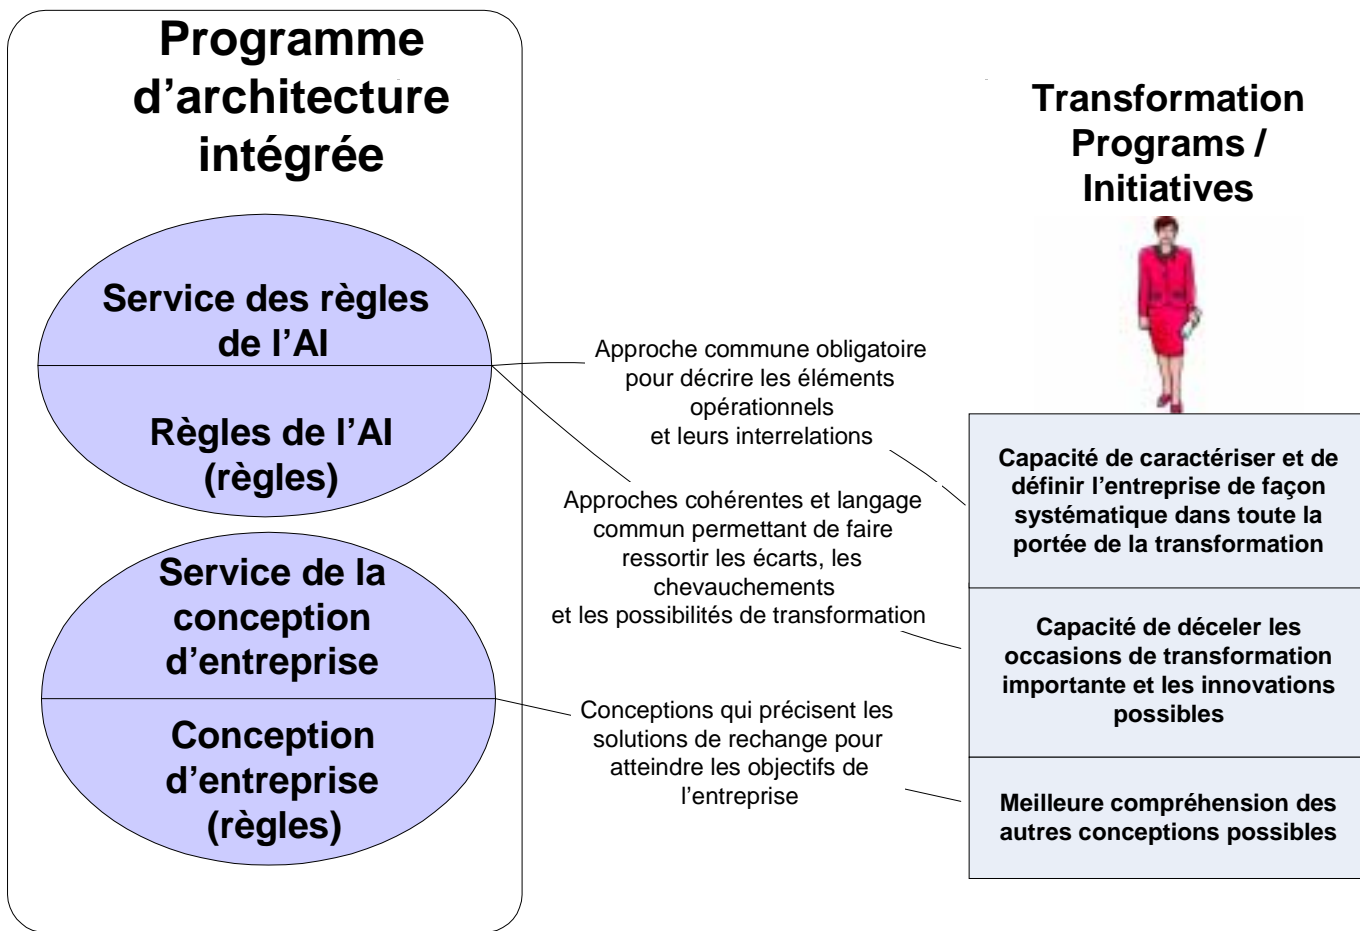 Programme
d'architecture
intégrée
Service des règles
de l'AI
Règles de l'AI
(règles)
Service de la
conception
d'entreprise
Conception
d'entreprise
(règles)
Approche commune obligatoire
pour décrire les éléments
opérationnels
et leurs interrelations
Approches cohérentes et langage
commun permettant de faire
ressortir les écarts, les
chevauchements
et les possibilités de transformation
Conceptions qui précisent les
solutions de rechange pour
atteindre les objectifs de
l'entreprise
Transformation
Programs /
Initiatives
Capacité de caractériser et de
définir l'entreprise de façon
systématique dans toute la
portée de la transformation
Capacité de déceler les
occasions de transformation
importante et les innovations
possibles
Meilleure compréhension des
autres conceptions possibles